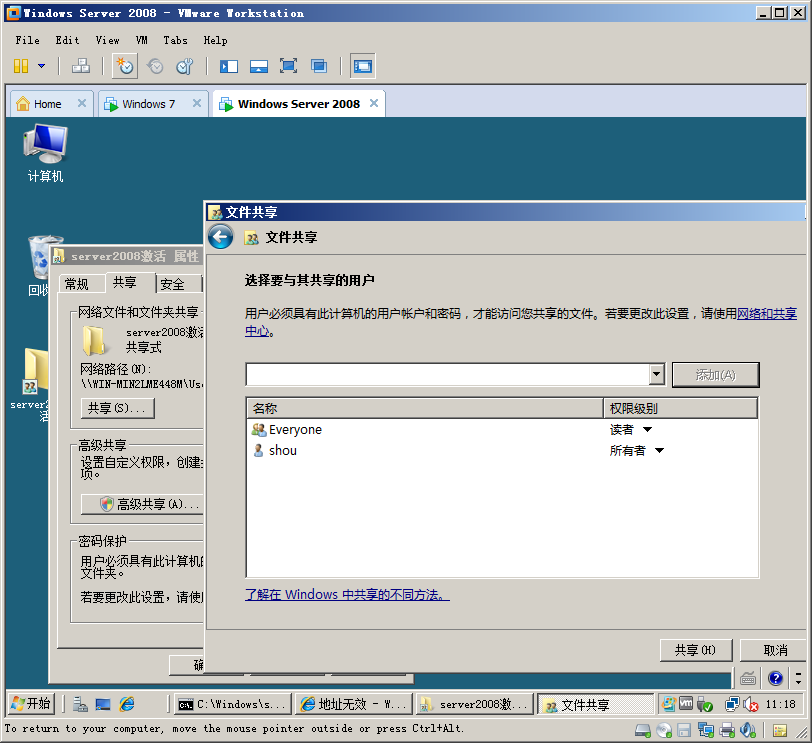 Windows Server 2008 - VMware Workstation
File Edit View VM Tabs Help
Home Windows 7 Windows Server 2008
计算机
文件共享
文件共享
回收
server2008激活 属性
常规 共享 安全
选择要与其共享的用户
网络文件和文件夹共享
用户必须具有此计算机的用户帐户和密码，才能访问您共享的文件。若要更改此设置，请使用网络和共享
中心。
server2008激活
共享式
网络路径(N):
\\WIN-MIN2LME448M\Use
添加(A)
server2
活
共享(S)...
名称 权限级别
Everyone 读者
shou 所有者
高级共享
设置自定义权限，创建
项。
高级共享(A)...
密码保护
用户必须具有此计算机的
文件夹。
若要更改此设置，请使
了解在 Windows 中共享的不同方法。
共享(H) 取消
确
开始 C:\Windows\s... 地址无效 - W... server2008激... 文件共享 11:18
To return to your computer, move the mouse pointer outside or press Ctrl+Alt.